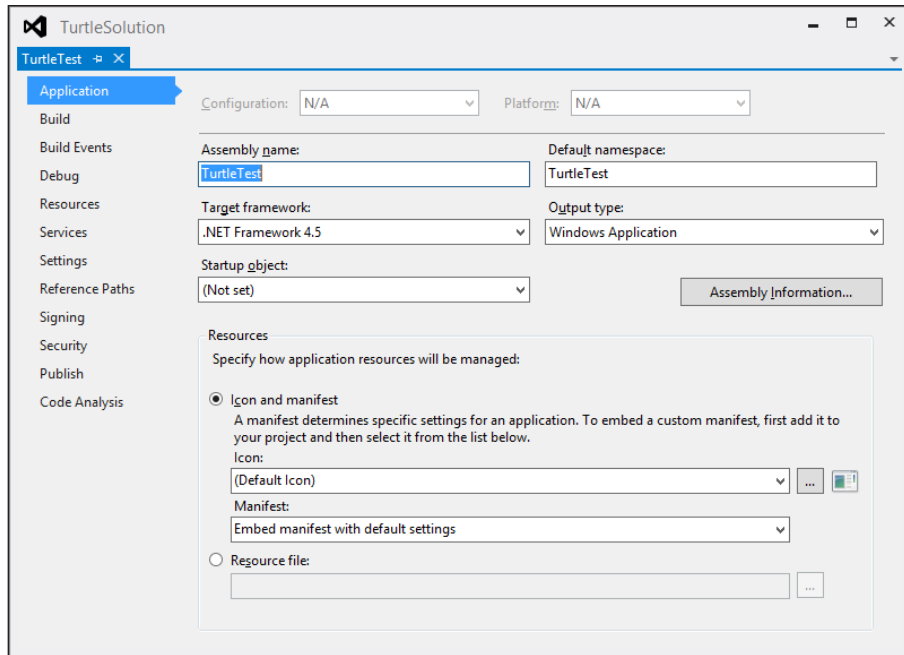 TurtleSolution
TurtleTest
Application
Build
Build Events
Debug
Resources
Services
Settings
Reference Paths
Signing
Security
Publish
Code Analysis
Configuration: N/A Platform: N/A
Assembly name: Default namespace:
TurtleTest TurtleTest
Target framework: Output type:
.NET Framework 4.5 Windows Application
Startup object:
(Not set) Assembly Information...
Resources
Specify how application resources will be managed:
Icon and manifest
A manifest determines specific settings for an application. To embed a custom manifest, first add it to
your project and then select it from the list below.
Icon:
(Default Icon) ...
Manifest:
Embed manifest with default settings
Resource file:
...